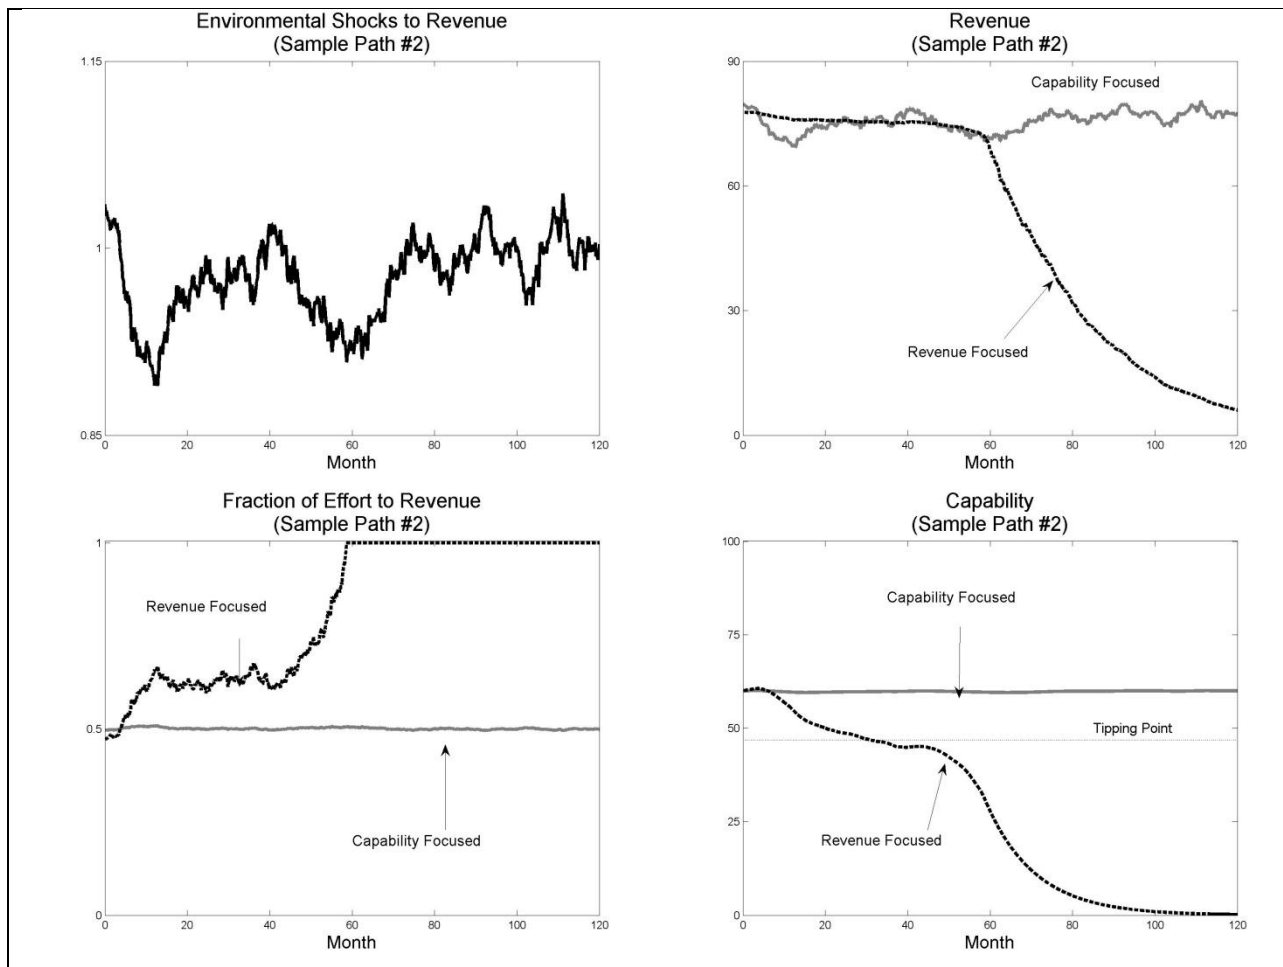 Environmental Shocks to Revenue
(Sample Path #2)
1.15
1
0.85
0 20 40 60 80 100 120
Month
Revenue
(Sample Path #2)
90
Capability Focused
60
30
Revenue Focused
0
0 20 40 60 80 100 120
Month
Fraction of Effort to Revenue
(Sample Path #2)
1
Revenue Focused
0.5
Capability Focused
0
0 20 40 60 80 100 120
Month
Capability
(Sample Path #2)
100
Capability Focused
75
Tipping Point
50
Revenue Focused
25
0
0 20 40 60 80 100 120
Month